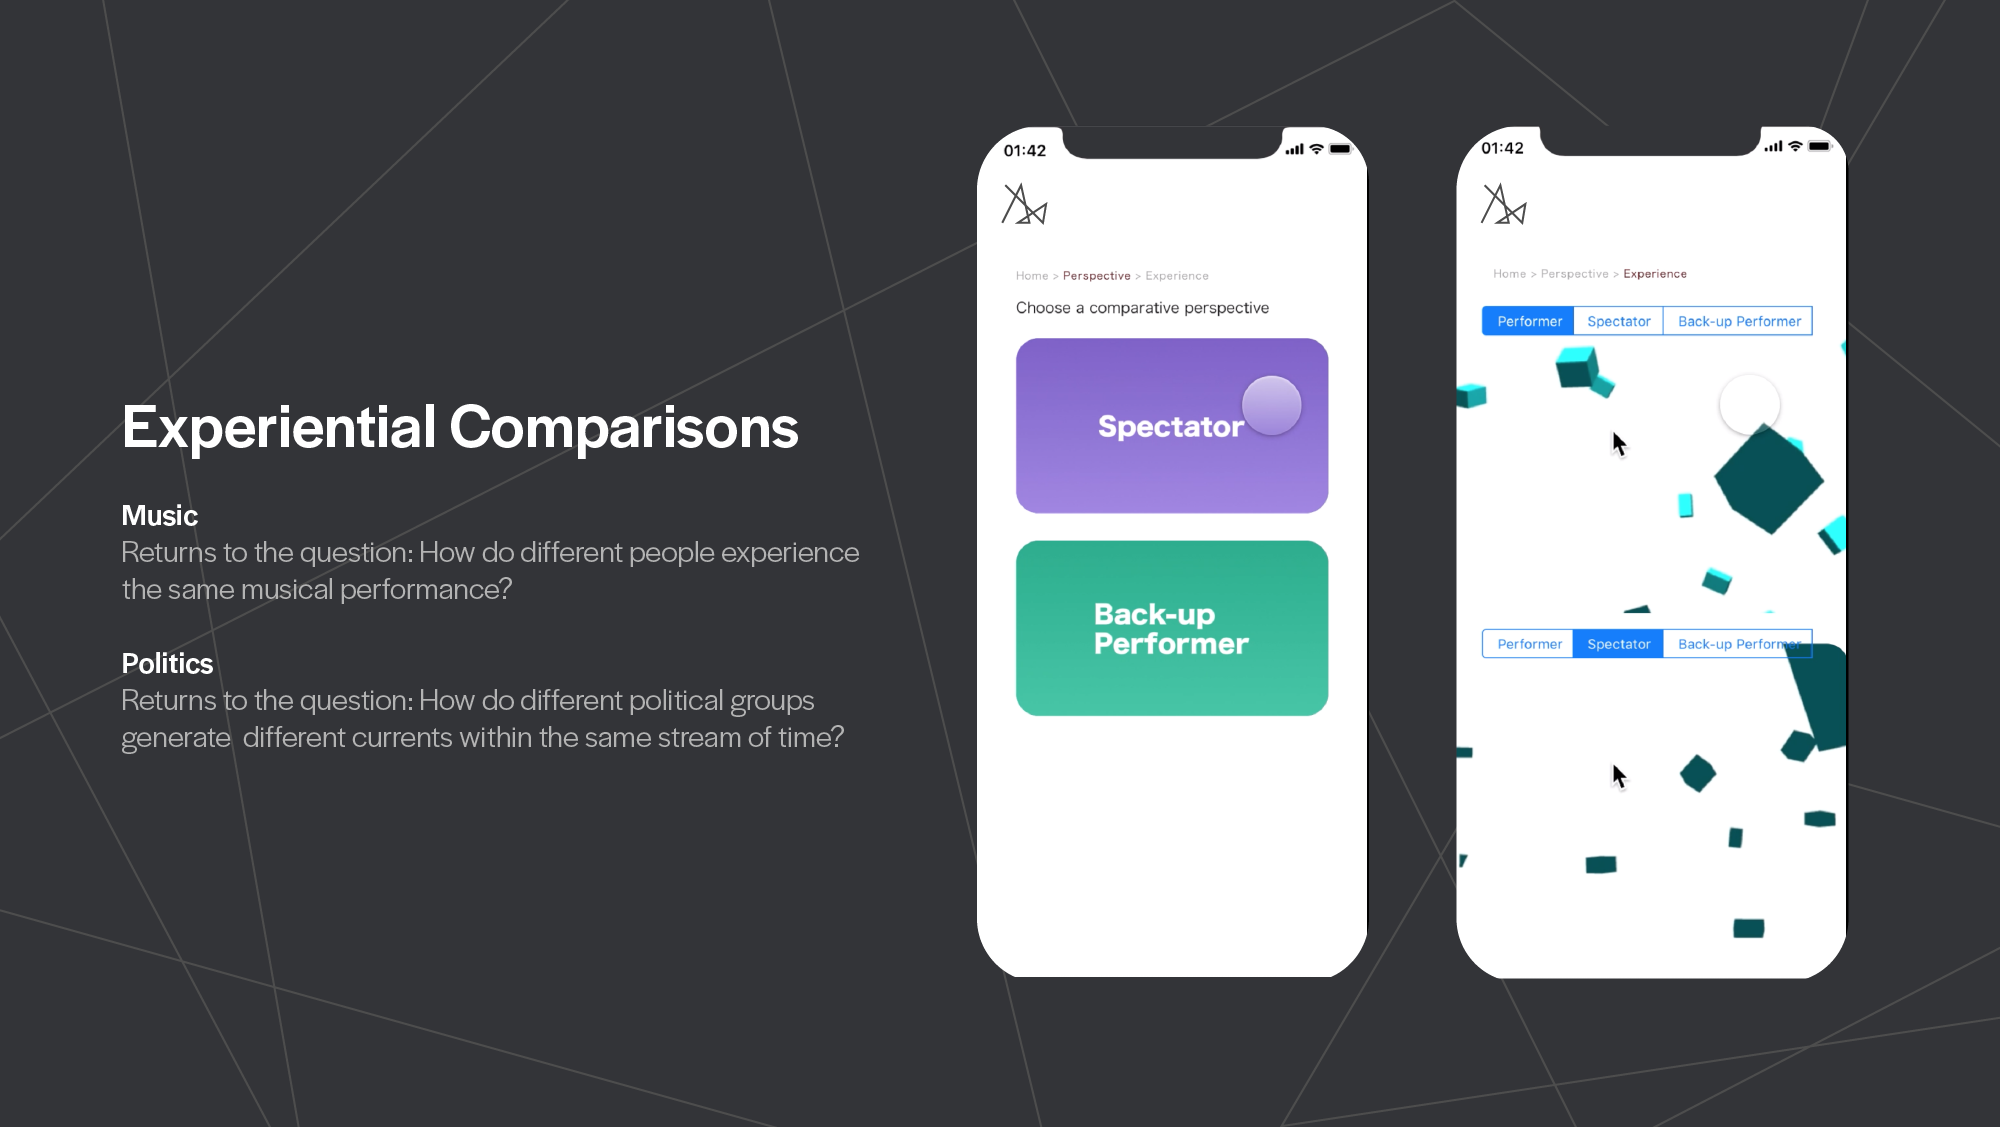 Experiential Comparisons
Music
Returns to the question: How do different people experience
the same musical performance?
Politics
Returns to the question: How do different political groups
generate  different currents within the same stream of time?
01:42
Home > Perspective > Experience
Choose a comparative perspective
Spectator
Back-up
Performer
01:42
Home > Perspective > Experience
Performer Spectator Back-up Performer
Performer Spectator Back-up Performer